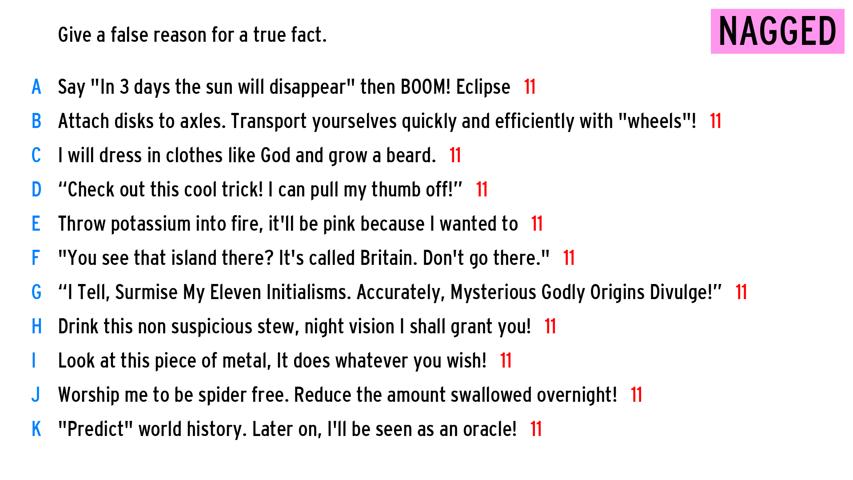 Give a false reason for a true fact.
NAGGED
A Say "In 3 days the sun will disappear" then BOOM! Eclipse 11
B Attach disks to axles. Transport yourselves quickly and efficiently with "wheels"! 11
C I will dress in clothes like God and grow a beard. 11
D “Check out this cool trick! I can pull my thumb off!” 11
E Throw potassium into fire, it'll be pink because I wanted to 11
F "You see that island there? It's called Britain. Don't go there." 11
G “I Tell, Surmise My Eleven Initialisms. Accurately, Mysterious Godly Origins Divulge!” 11
H Drink this non suspicious stew, night vision I shall grant you! 11
I Look at this piece of metal, It does whatever you wish! 11
J Worship me to be spider free. Reduce the amount swallowed overnight! 11
K "Predict" world history. Later on, I'll be seen as an oracle! 11